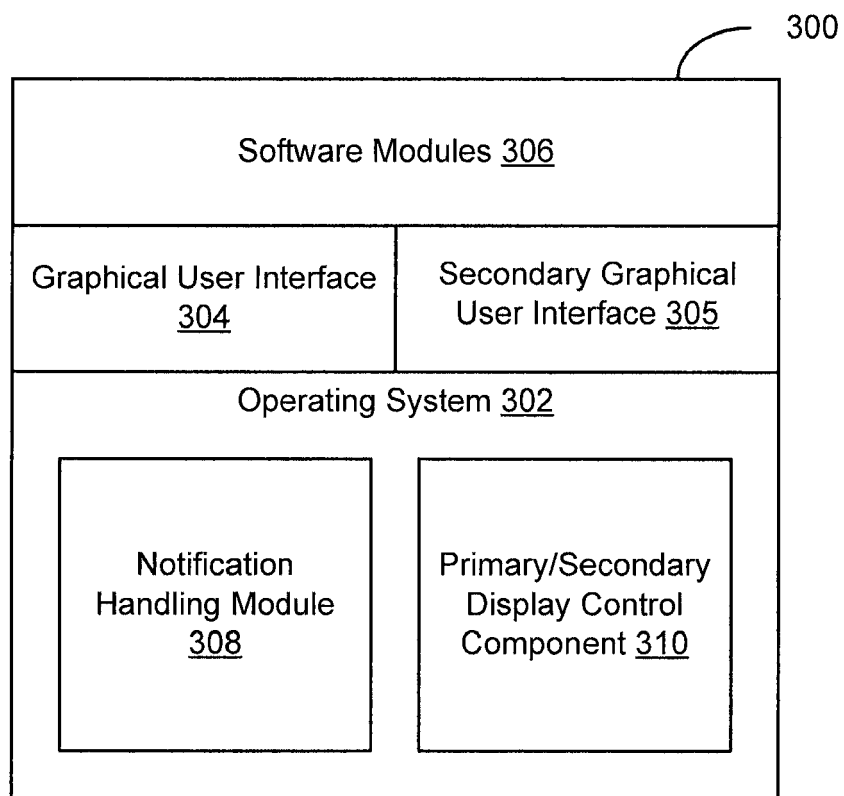 300
Software Modules 306
Graphical User Interface
304
Secondary Graphical
User Interface 305
Operating System 302
Notification
Handling Module
308
Primary/Secondary
Display Control
Component 310